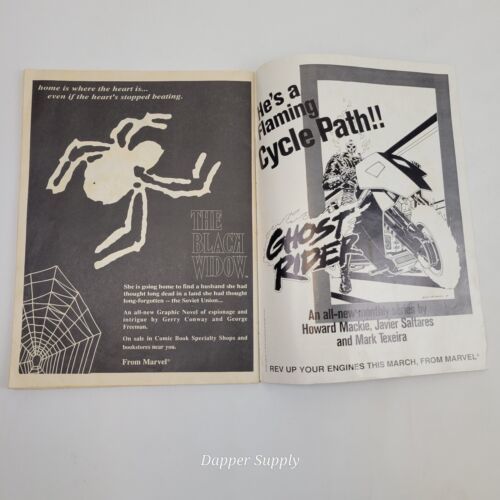 home is where the heart is...
even if the heart's stopped beating.
THE
BLACK
WIDOW
She is going home to find a husband she had
thought long dead in a land she had thought
long-forgotten -- the Soviet Union...
An all-new Graphic Novel of espionage and
intrigue by Gerry Conway and George
Freeman.
On sale in Comic Book Specialty Shops and
bookstores near you.
From Marvel®
He's a
Flaming
Cycle Path!!
GHOST
RIDER
An all-new monthly series by
Howard Mackie, Javier Saltares
and Mark Texeira
REV UP YOUR ENGINES THIS MARCH, FROM MARVEL®
Dapper Supply